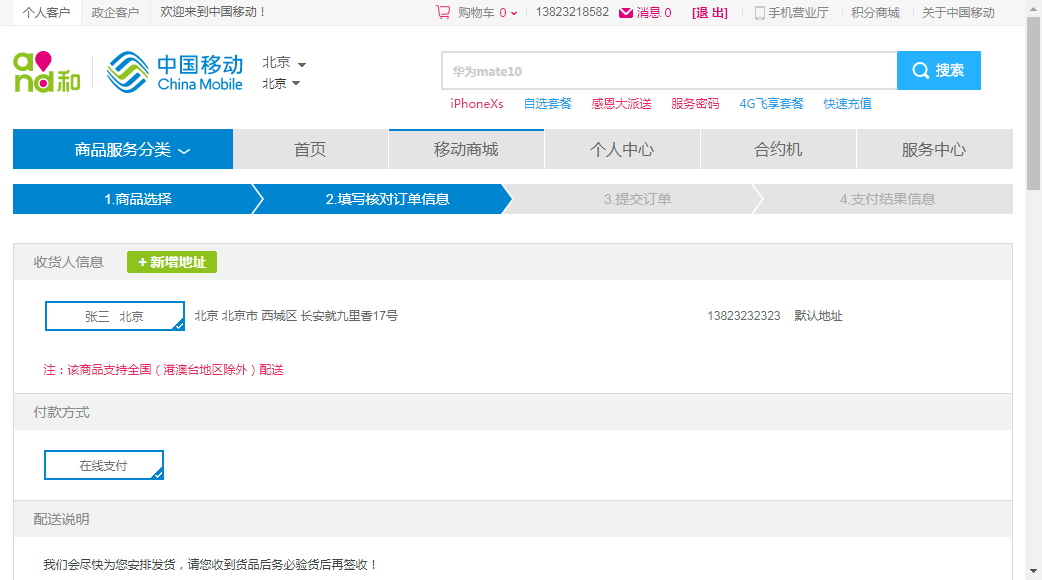 个人客户 政企客户 欢迎来到中国移动！ 购物车 0 13823218582 消息 0 [退 出] 手机营业厅 积分商城 关于中国移动
and和 中国移动 China Mobile 北京 北京
华为mate10 搜索
iPhoneXs 自选套餐 感恩大派送 服务密码 4G飞享套餐 快速充值
商品服务分类 首页 移动商城 个人中心 合约机 服务中心
1.商品选择 2.填写核对订单信息 3.提交订单 4.支付结果信息
收货人信息 +新增地址
张三 北京 北京 北京市 西城区 长安就九里香17号 13823232323 默认地址
注：该商品支持全国（港澳台地区除外）配送
付款方式
在线支付
配送说明
我们会尽快为您安排发货，请您收到货品后务必验货后再签收！